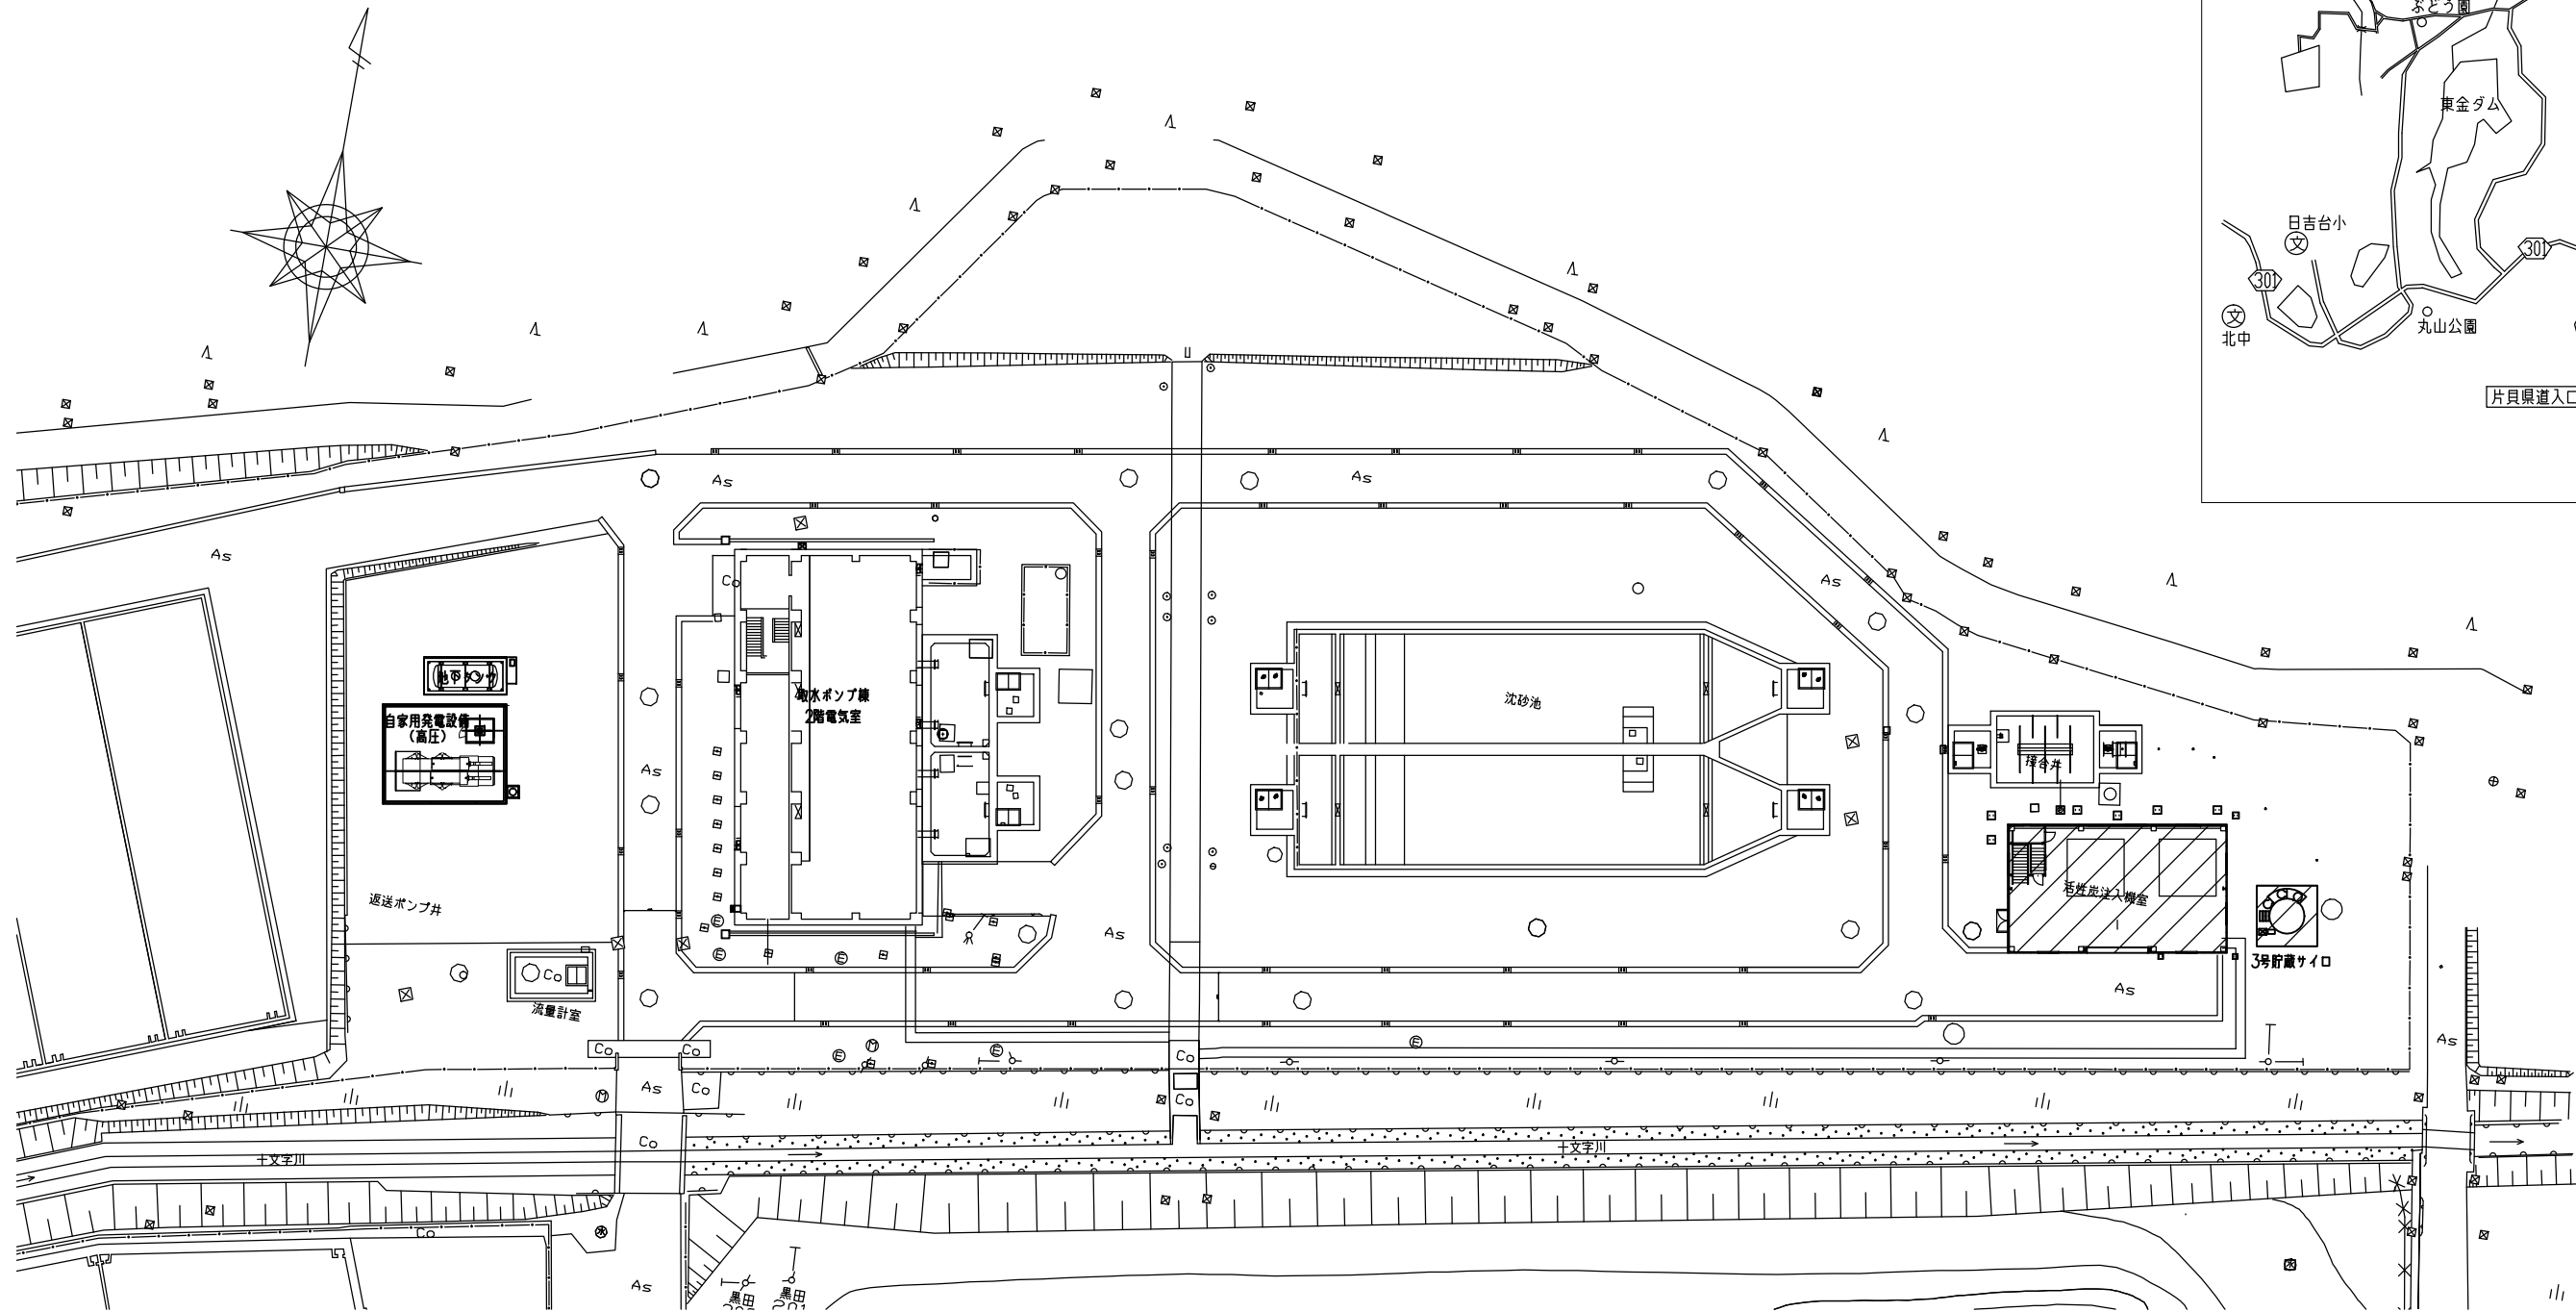 ぶどう園
東金ダム
日吉台小
文
301
301
文
北中
丸山公園
片貝県道入口
As
As
As
As
Co
地下タンク
自家用発電設備
(高圧)
取水ポンプ棟
2階電気室
沈砂池
接合井
As
活性炭注入機室
返送ポンプ井
As
3号貯蔵サイロ
Co
流量計室
As
E
E
E
M
E
E
Co
Co
Co
As
As
Co
M
Co
Co
十文字川
十文字川
Co
As
黒田
黒田